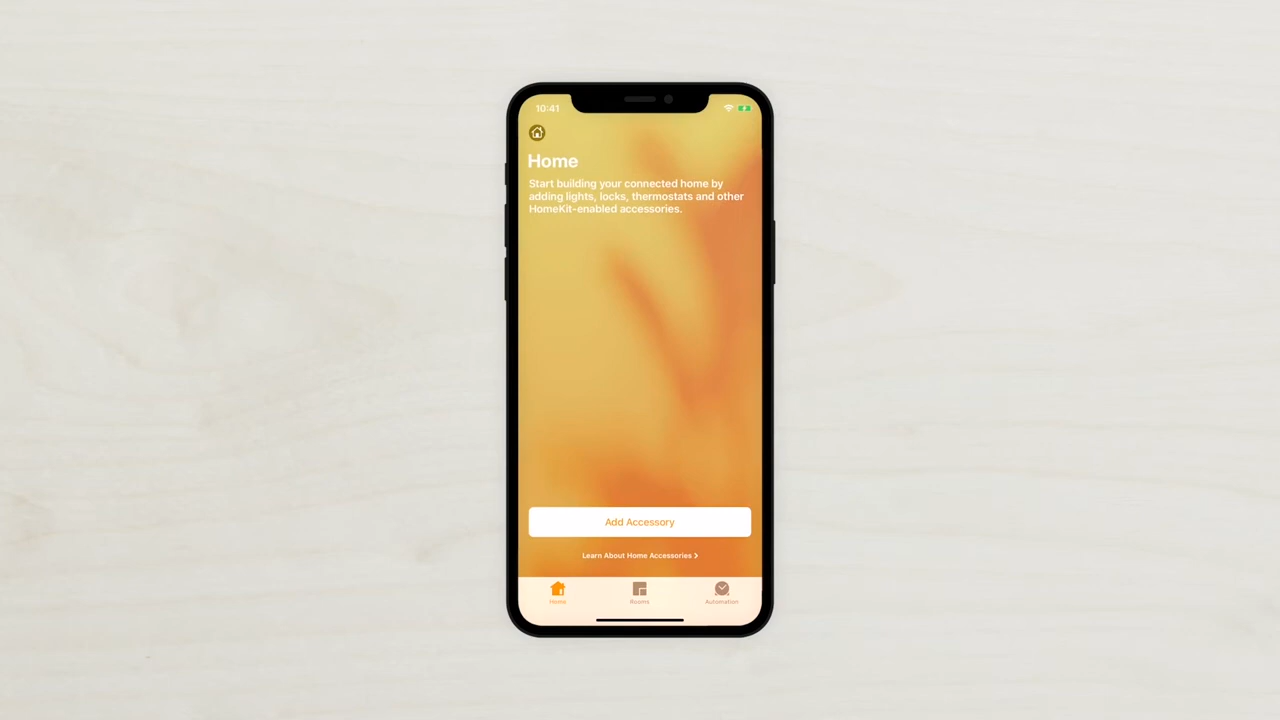 10:41
Home
Start building your connected home by
adding lights, locks, thermostats and other
HomeKit-enabled accessories.
Add Accessory
Learn About Home Accessories
Home
Rooms
Automation